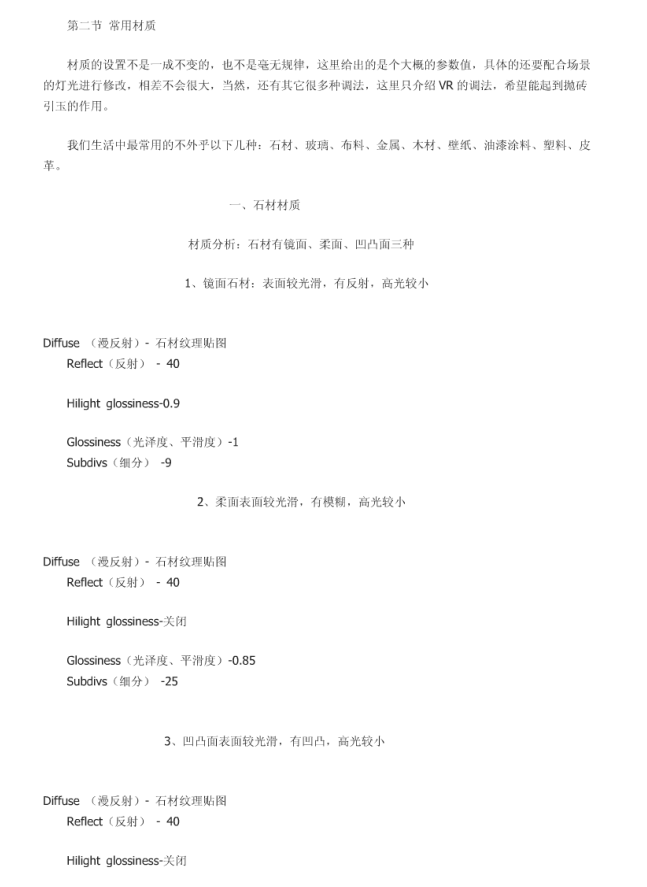 第二节 常用材质
材质的设置不是一成不变的，也不是毫无规律，这里给出的是个大概的参数值，具体的还要配合场景
的灯光进行修改，相差不会很大，当然，还有其它很多种调法，这里只介绍 VR 的调法，希望能起到抛砖
引玉的作用。
我们生活中最常用的不外乎以下几种：石材、玻璃、布料、金属、木材、壁纸、油漆涂料、塑料、皮
革。
一、石材材质
材质分析：石材有镜面、柔面、凹凸面三种
1、镜面石材：表面较光滑，有反射，高光较小
Diffuse （漫反射）- 石材纹理贴图
Reflect（反射） - 40
Hilight glossiness-0.9
Glossiness（光泽度、平滑度）-1
Subdivs（细分） -9
2、柔面表面较光滑，有模糊，高光较小
Diffuse （漫反射）- 石材纹理贴图
Reflect（反射） - 40
Hilight glossiness-关闭
Glossiness（光泽度、平滑度）-0.85
Subdivs（细分） -25
3、凹凸面表面较光滑，有凹凸，高光较小
Diffuse （漫反射）- 石材纹理贴图
Reflect（反射） - 40
Hilight glossiness-关闭